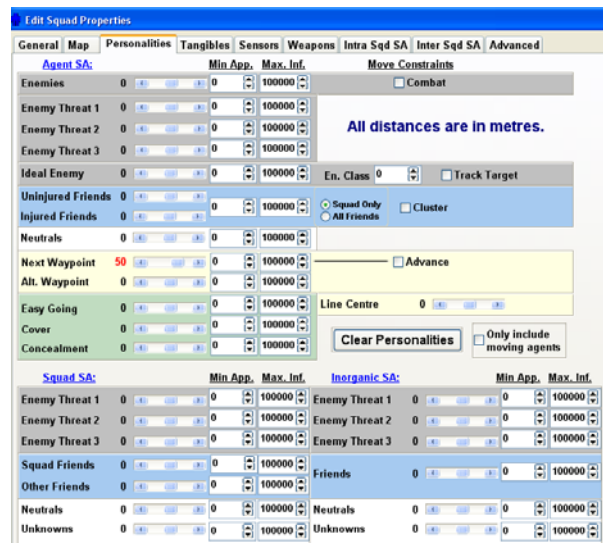 Edit Squad Properties
General Map Personalities Tangibles Sensors Weapons Intra Sqd SA Inter Sqd SA Advanced
Agent SA: Min App. Max. Inf. Move Constraints
Enemies 0 0 100000 Combat
Enemy Threat 1 0 0 100000
Enemy Threat 2 0 0 100000 All distances are in metres.
Enemy Threat 3 0 0 100000
Ideal Enemy 0 0 100000 En. Class 0 Track Target
Uninjured Friends 0 0 100000 Squad Only Cluster
Injured Friends 0 All Friends
Neutrals 0 0 100000
Next Waypoint 50 0 100000 Advance
Alt. Waypoint 0 0 100000
Easy Going 0 0 100000 Line Centre 0
Cover 0 0 100000 Clear Personalities Only include
Concealment 0 0 100000 moving agents
Squad SA: Min App. Max. Inf. Inorganic SA: Min App. Max. Inf.
Enemy Threat 1 0 0 100000 Enemy Threat 1 0 0 100000
Enemy Threat 2 0 0 100000 Enemy Threat 2 0 0 100000
Enemy Threat 3 0 0 100000 Enemy Threat 3 0 0 100000
Squad Friends 0 0 100000 Friends 0 0 100000
Other Friends 0 0 100000
Neutrals 0 0 100000 Neutrals 0 0 100000
Unknowns 0 0 100000 Unknowns 0 0 100000